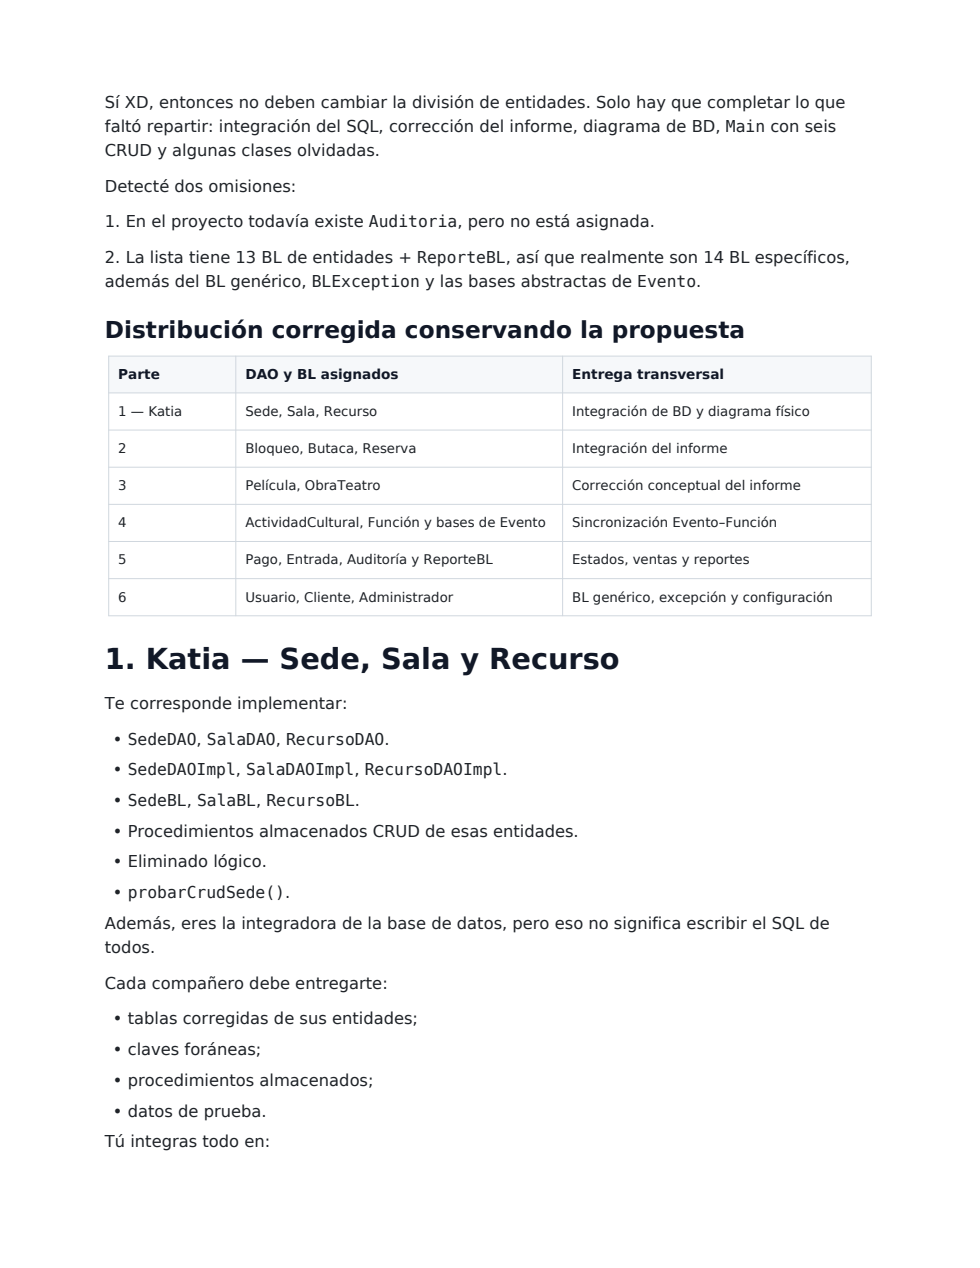 Sí XD, entonces no deben cambiar la división de entidades. Solo hay que completar lo que
faltó repartir: integración del SQL, corrección del informe, diagrama de BD, Main con seis
CRUD y algunas clases olvidadas.
Detecté dos omisiones:
1. En el proyecto todavía existe Auditoria, pero no está asignada.
2. La lista tiene 13 BL de entidades + ReporteBL, así que realmente son 14 BL específicos,
además del BL genérico, BLException y las bases abstractas de Evento.
Distribución corregida conservando la propuesta
Parte DAO y BL asignados Entrega transversal
1 — Katia Sede, Sala, Recurso Integración de BD y diagrama físico
2 Bloqueo, Butaca, Reserva Integración del informe
3 Película, ObraTeatro Corrección conceptual del informe
4 ActividadCultural, Función y bases de Evento Sincronización Evento–Función
5 Pago, Entrada, Auditoría y ReporteBL Estados, ventas y reportes
6 Usuario, Cliente, Administrador BL genérico, excepción y configuración
1. Katia — Sede, Sala y Recurso
Te corresponde implementar:
• SedeDAO, SalaDAO, RecursoDAO.
• SedeDAOImpl, SalaDAOImpl, RecursoDAOImpl.
• SedeBL, SalaBL, RecursoBL.
• Procedimientos almacenados CRUD de esas entidades.
• Eliminado lógico.
• probarCrudSede().
Además, eres la integradora de la base de datos, pero eso no significa escribir el SQL de
todos.
Cada compañero debe entregarte:
• tablas corregidas de sus entidades;
• claves foráneas;
• procedimientos almacenados;
• datos de prueba.
Tú integras todo en: